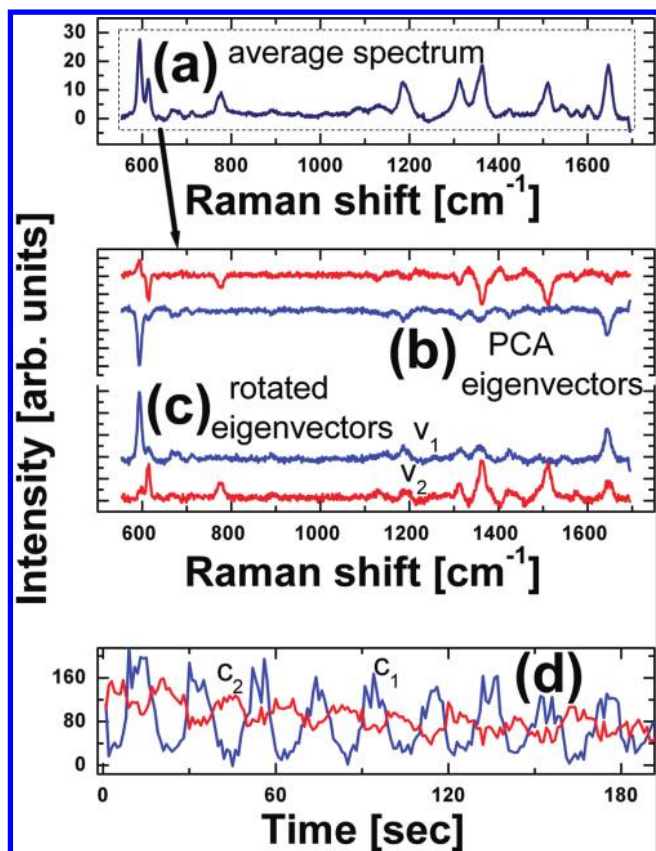 30
20
10
0
(a) average spectrum
600 800 1000 1200 1400 1600
Raman shift [cm⁻¹]
Intensity [arb. units]
(b) PCA
eigenvectors
(c) rotated
eigenvectors
v₁
v₂
600 800 1000 1200 1400 1600
Raman shift [cm⁻¹]
160
80
0
c₂ c₁ (d)
0 60 120 180
Time [sec]